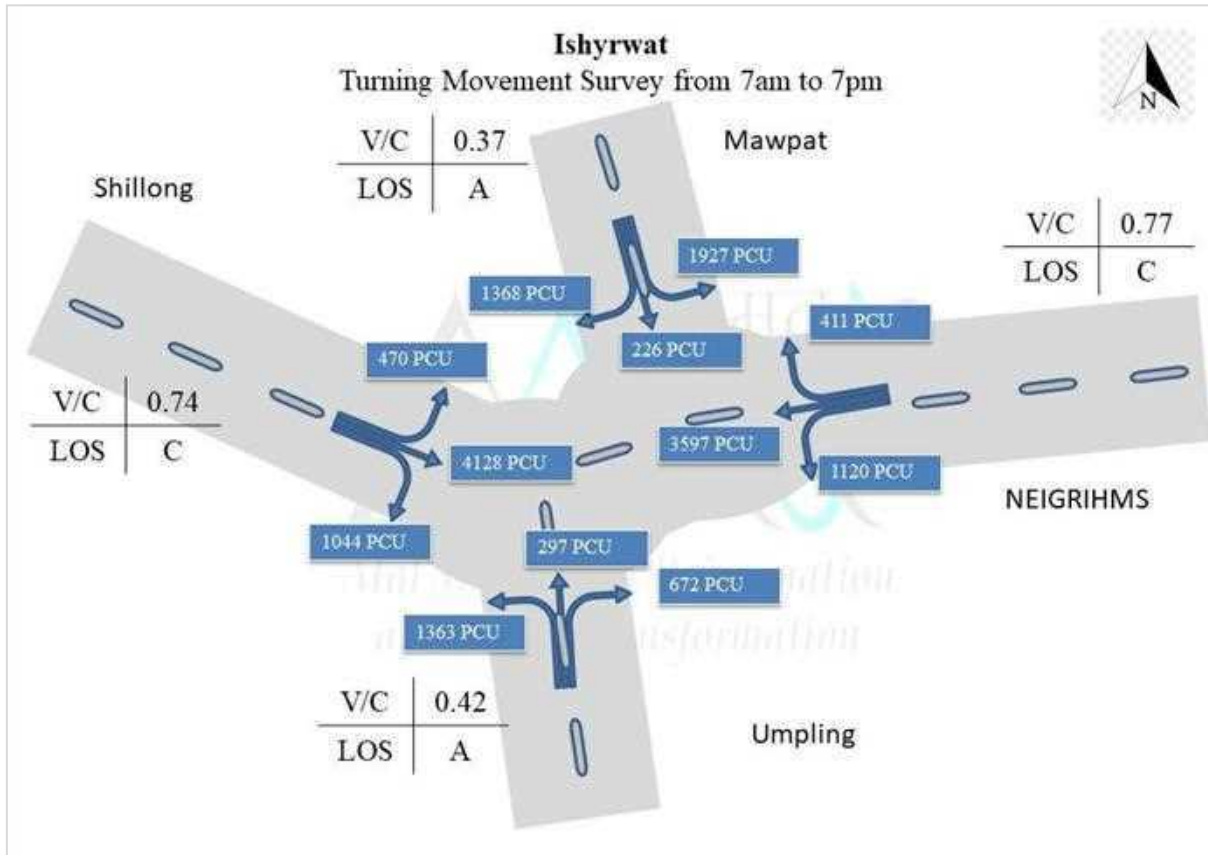 Ishyrwat
Turning Movement Survey from 7am to 7pm
N
V/C 0.37
LOS A
Mawpat
Shillong
V/C 0.77
LOS C
1927 PCU
1368 PCU
411 PCU
226 PCU
470 PCU
V/C 0.74
LOS C
3597 PCU
4128 PCU
1120 PCU
NEIGRIHMS
1044 PCU
297 PCU
672 PCU
1363 PCU
V/C 0.42
LOS A
Umpling